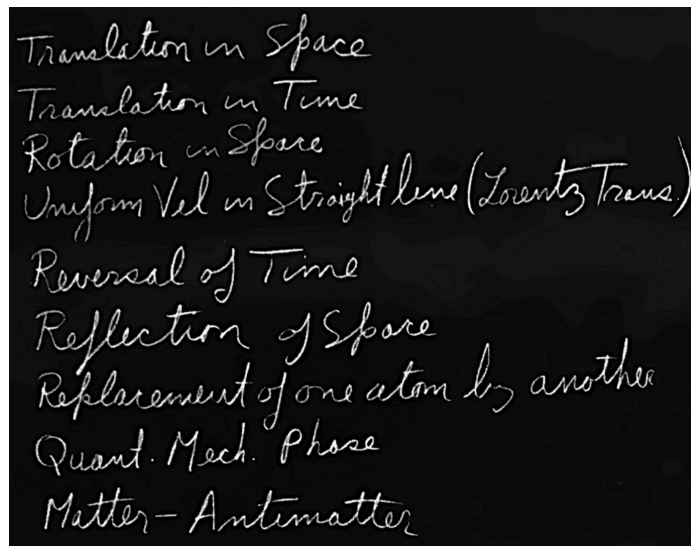 Translation in Space
Translation in Time
Rotation in Space
Uniform Vel in Straight line (Lorentz Trans.)
Reversal of Time
Reflection of Space
Replacement of one atom by another
Quant. Mech. Phase
Matter-Antimatter